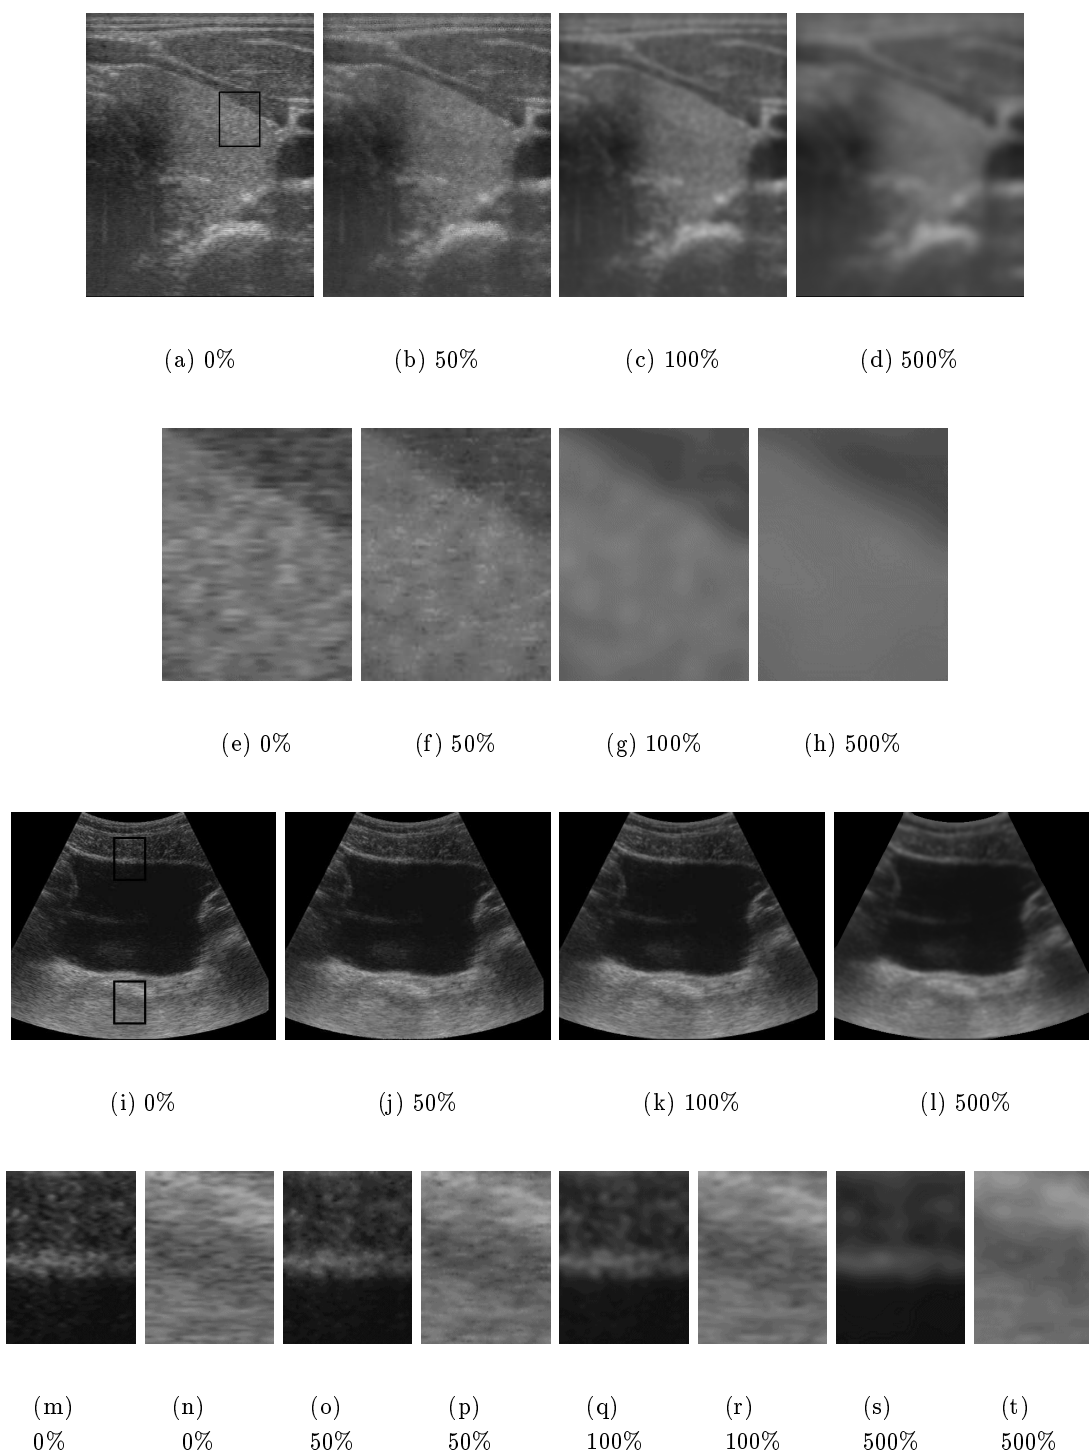 (a) 0% (b) 50% (c) 100% (d) 500%
(e) 0% (f) 50% (g) 100% (h) 500%
(i) 0% (j) 50% (k) 100% (l) 500%
(m) (n) (o) (p) (q) (r) (s) (t)
0% 0% 50% 50% 100% 100% 500% 500%